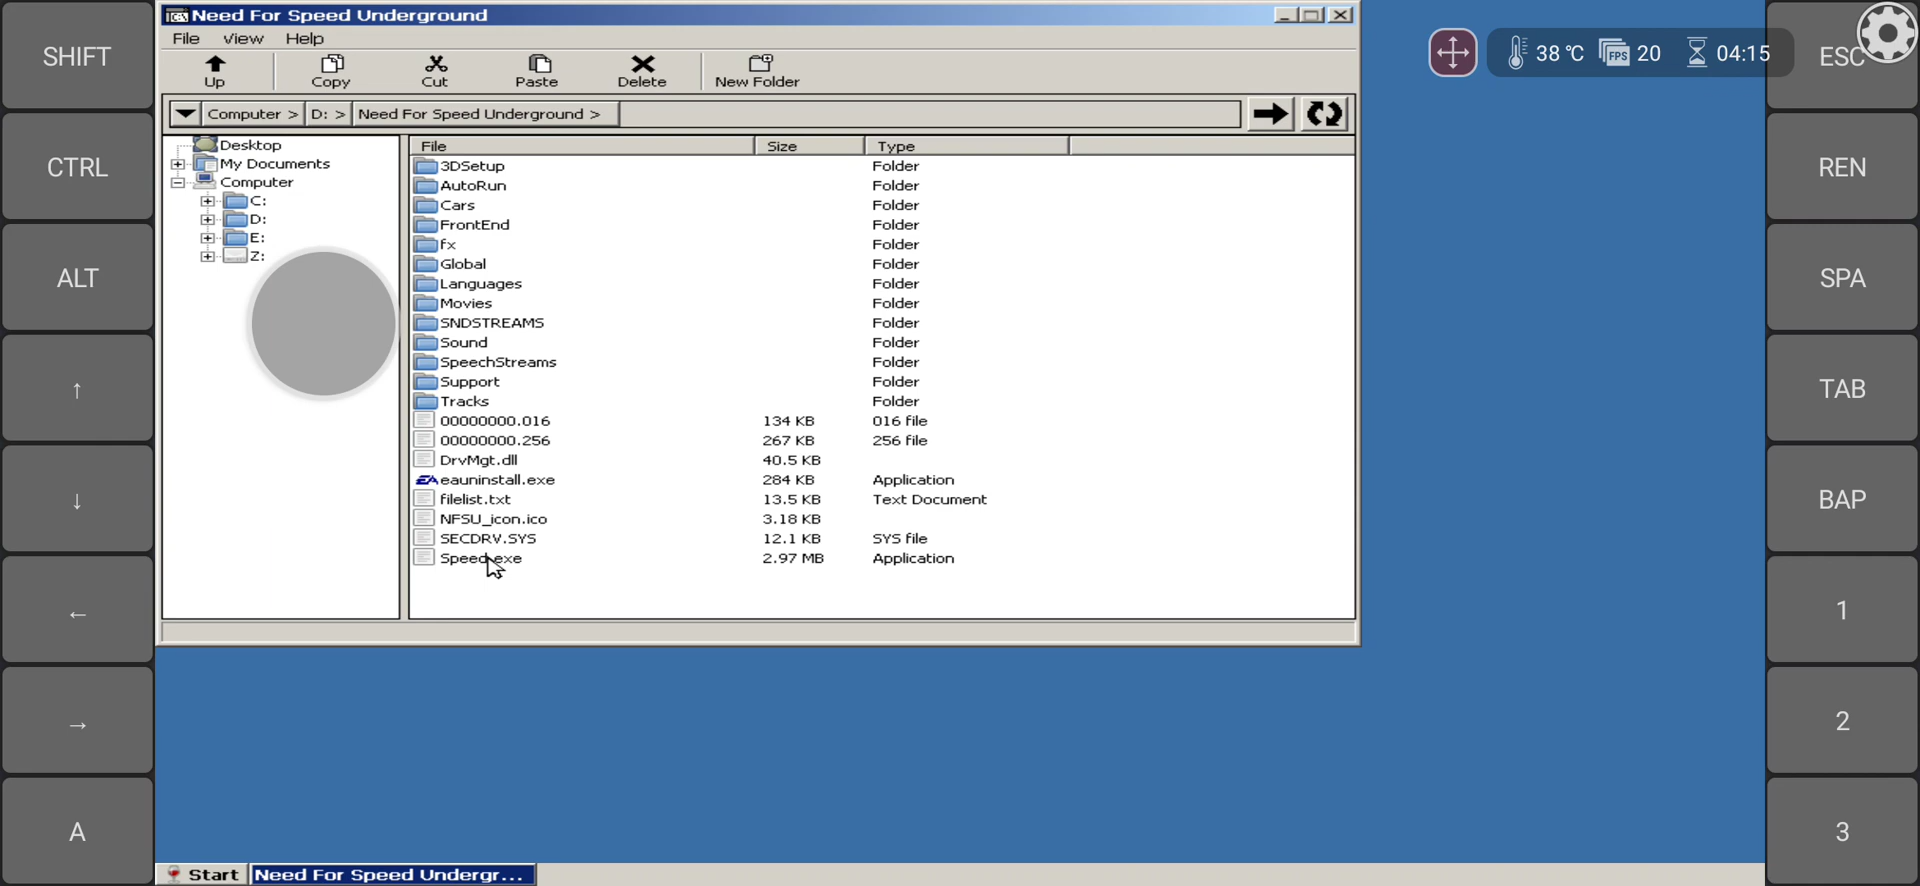 SHIFT
CTRL
ALT
↑
↓
←
→
A
Need For Speed Underground
File View Help
Up Copy Cut Paste Delete New Folder
Computer > D: > Need For Speed Underground >
Desktop
My Documents
Computer
C:
D:
E:
Z:
File Size Type
3DSetup Folder
AutoRun Folder
Cars Folder
FrontEnd Folder
fx Folder
Global Folder
Languages Folder
Movies Folder
SNDSTREAMS Folder
Sound Folder
SpeechStreams Folder
Support Folder
Tracks Folder
00000000.016 134 KB 016 file
00000000.256 267 KB 256 file
DrvMgt.dll 40.5 KB
EA eauninstall.exe 284 KB Application
filelist.txt 13.5 KB Text Document
NFSU_icon.ico 3.18 KB
SECDRV.SYS 12.1 KB SYS file
Speed.exe 2.97 MB Application
Start Need For Speed Undergr...
38 ℃ FPS 20 04:15
ESC
REN
SPA
TAB
BAP
1
2
3